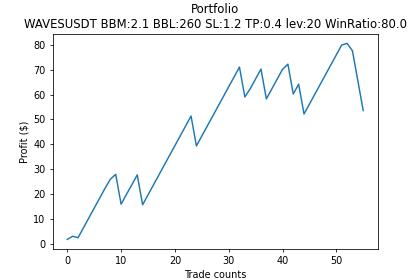 Portfolio
WAVESUSDT BBM:2.1 BBL:260 SL:1.2 TP:0.4 lev:20 WinRatio:80.0
80
70
60
50
40
30
20
10
0
Profit ($)
0 10 20 30 40 50
Trade counts